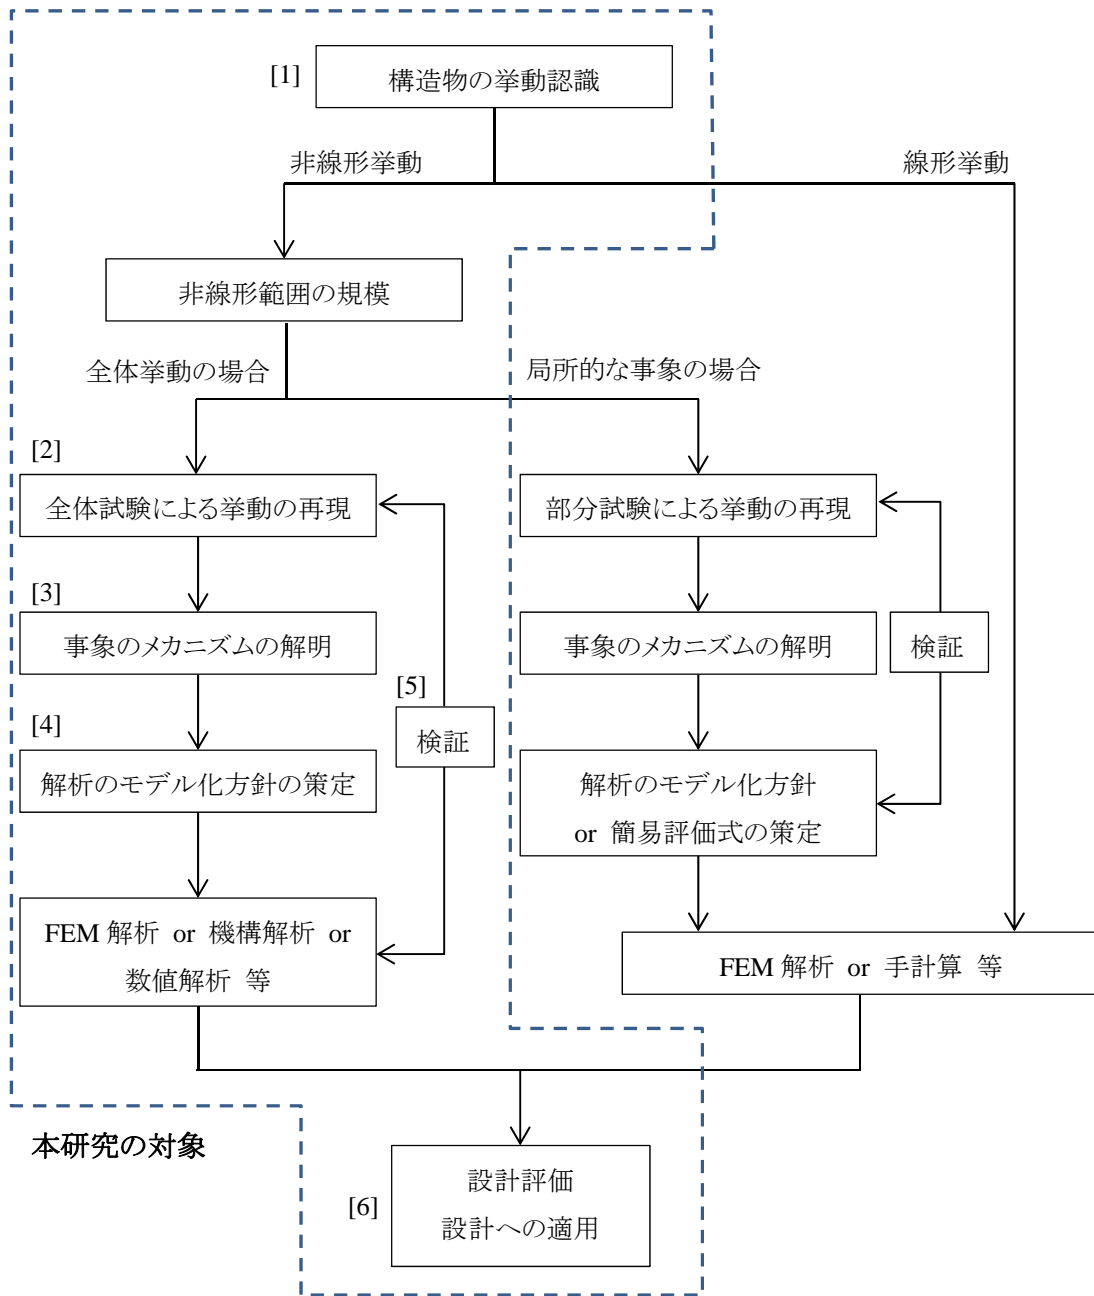 [1]
構造物の挙動認識
非線形挙動
線形挙動
非線形範囲の規模
全体挙動の場合
局所的な事象の場合
[2]
全体試験による挙動の再現
部分試験による挙動の再現
[3]
事象のメカニズムの解明
事象のメカニズムの解明
検証
[5]
検証
[4]
解析のモデル化方針の策定
解析のモデル化方針
or 簡易評価式の策定
FEM 解析 or 機構解析 or
数値解析 等
FEM 解析 or 手計算 等
本研究の対象
[6]
設計評価
設計への適用